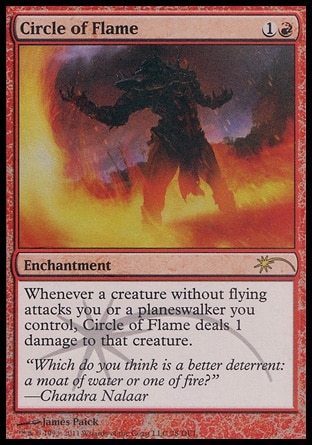 Circle of Flame 1
Enchantment
Whenever a creature without flying
attacks you or a planeswalker you
control, Circle of Flame deals 1
damage to that creature.
“Which do you think is a better deterrent:
a moat of water or one of fire?”
—Chandra Nalaar
James Paick